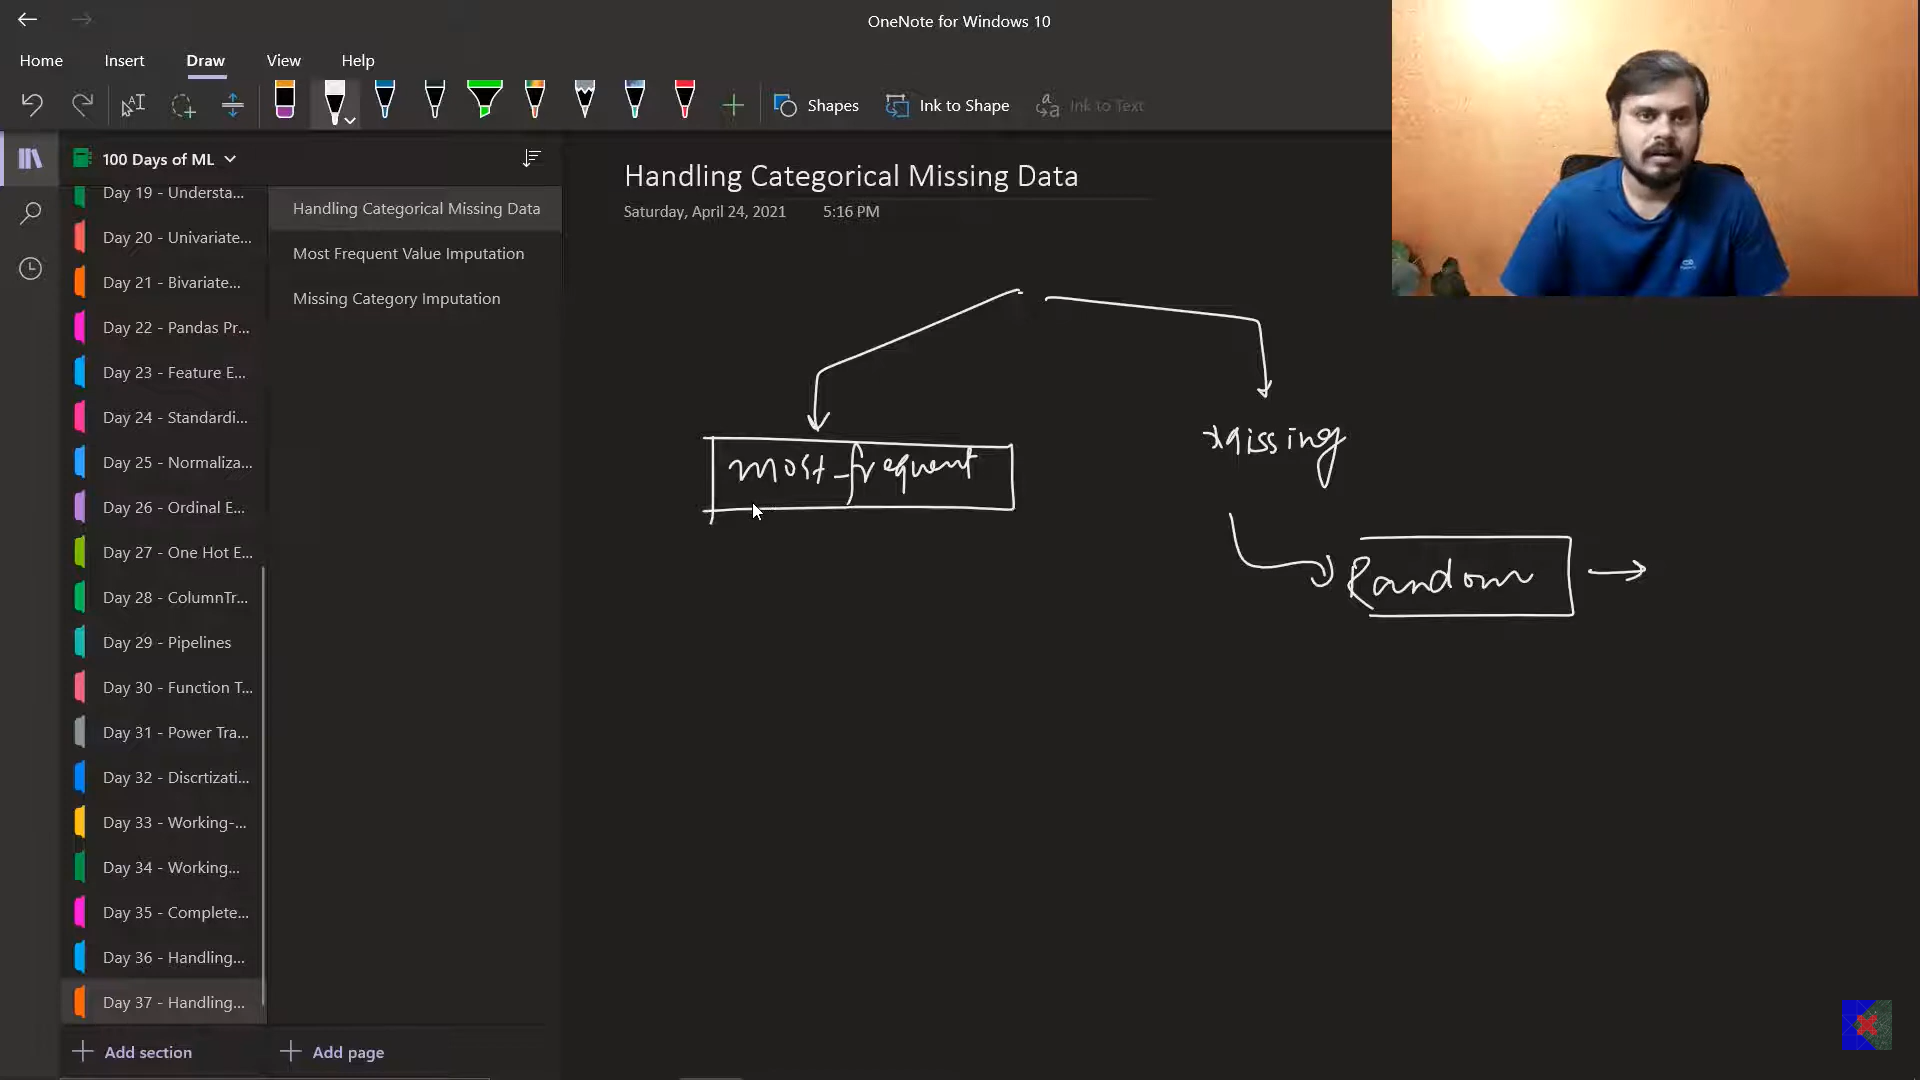 OneNote for Windows 10
Home Insert Draw View Help
Shapes Ink to Shape Ink to Text
100 Days of ML
Day 19 - Understa...
Day 20 - Univariate...
Day 21 - Bivariate...
Day 22 - Pandas Pr...
Day 23 - Feature E...
Day 24 - Standardi...
Day 25 - Normaliza...
Day 26 - Ordinal E...
Day 27 - One Hot E...
Day 28 - ColumnTr...
Day 29 - Pipelines
Day 30 - Function T...
Day 31 - Power Tra...
Day 32 - Discrtizati...
Day 33 - Working-...
Day 34 - Working...
Day 35 - Complete...
Day 36 - Handling...
Day 37 - Handling...
Add section
Handling Categorical Missing Data
Most Frequent Value Imputation
Missing Category Imputation
Add page
Handling Categorical Missing Data
Saturday, April 24, 2021 5:16 PM
most-frequent
Random